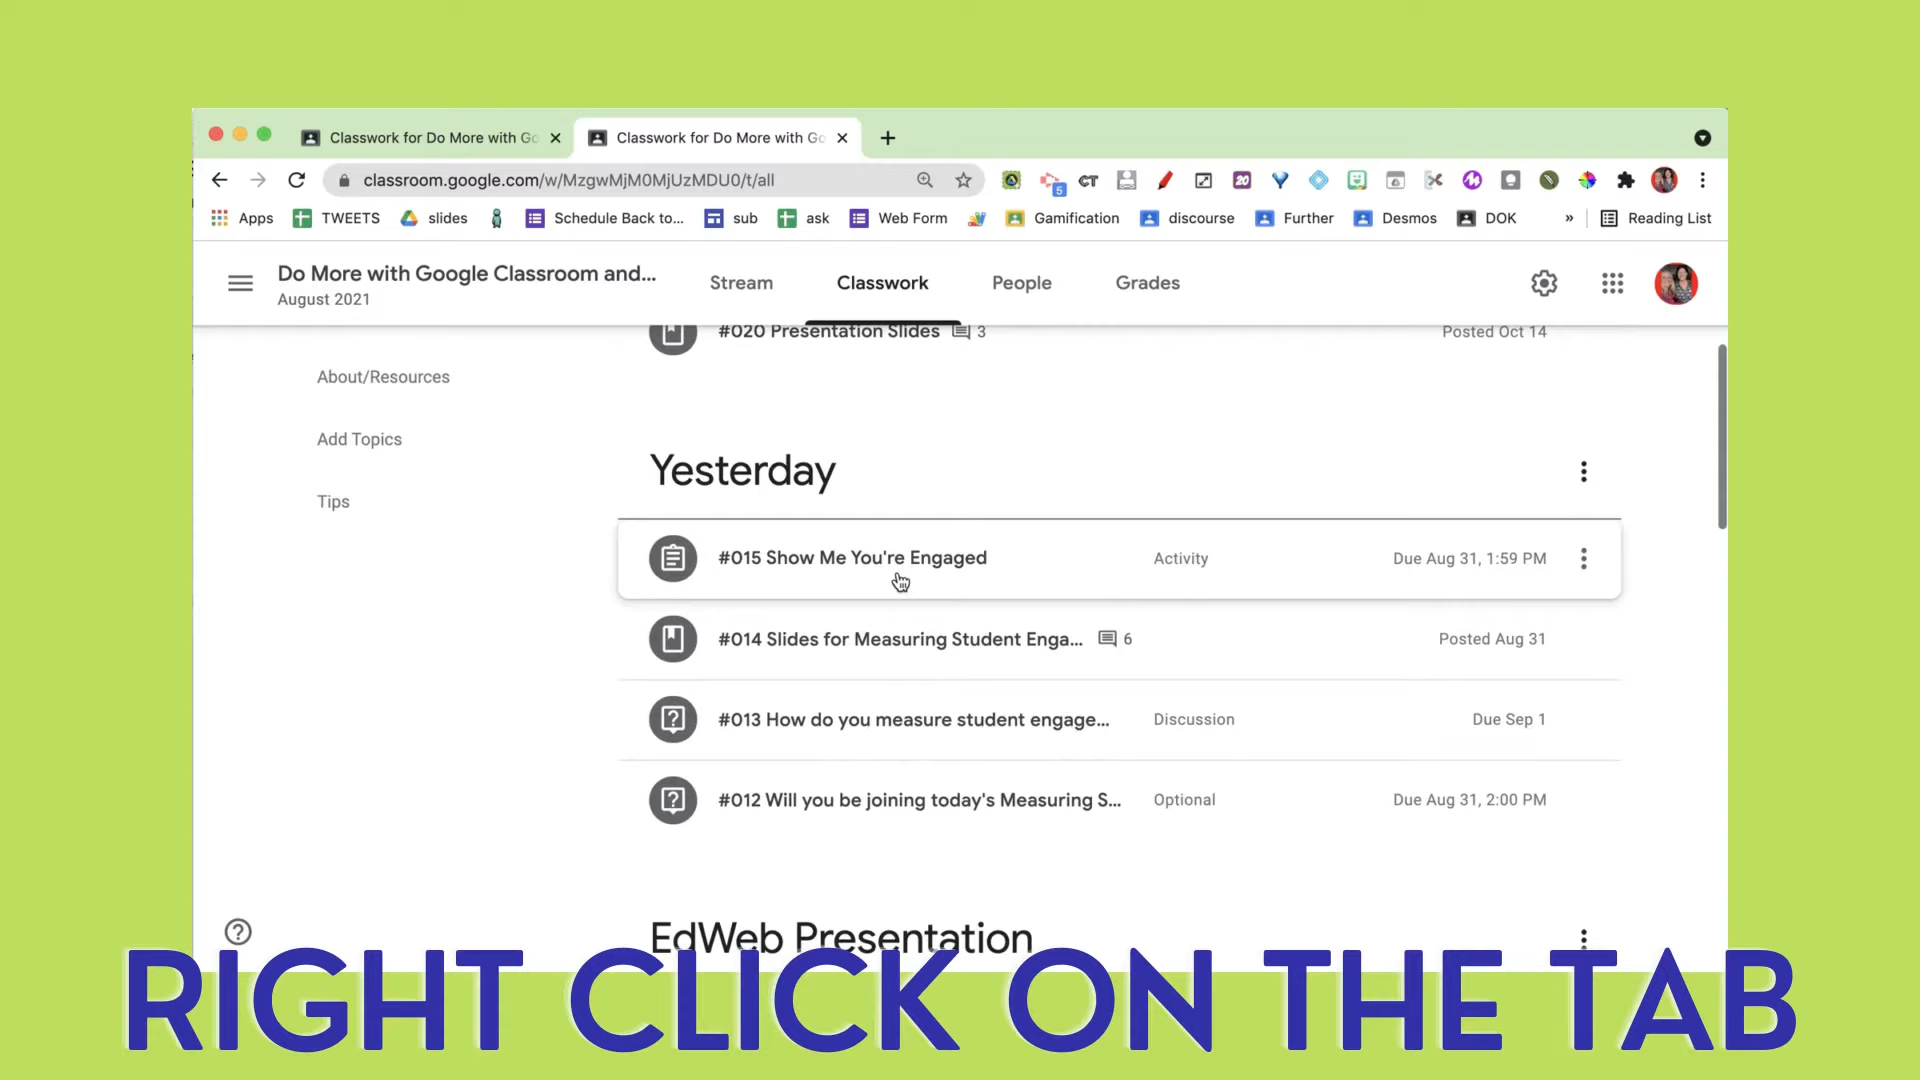 Classwork for Do More with Go
Classwork for Do More with Go
classroom.google.com/w/MzgwMjM0MjUzMDU0/t/all
5
CT
20
Apps
TWEETS
slides
Schedule Back to...
sub
ask
Web Form
Gamification
discourse
Further
Desmos
DOK
»
Reading List
Do More with Google Classroom and...
August 2021
Stream
Classwork
People
Grades
#020 Presentation Slides 3 Posted Oct 14
About/Resources
Add Topics
Tips
Yesterday
#015 Show Me You're Engaged Activity Due Aug 31, 1:59 PM
#014 Slides for Measuring Student Enga... 6 Posted Aug 31
#013 How do you measure student engage... Discussion Due Sep 1
#012 Will you be joining today's Measuring S... Optional Due Aug 31, 2:00 PM
EdWeb Presentation
RIGHT CLICK ON THE TAB